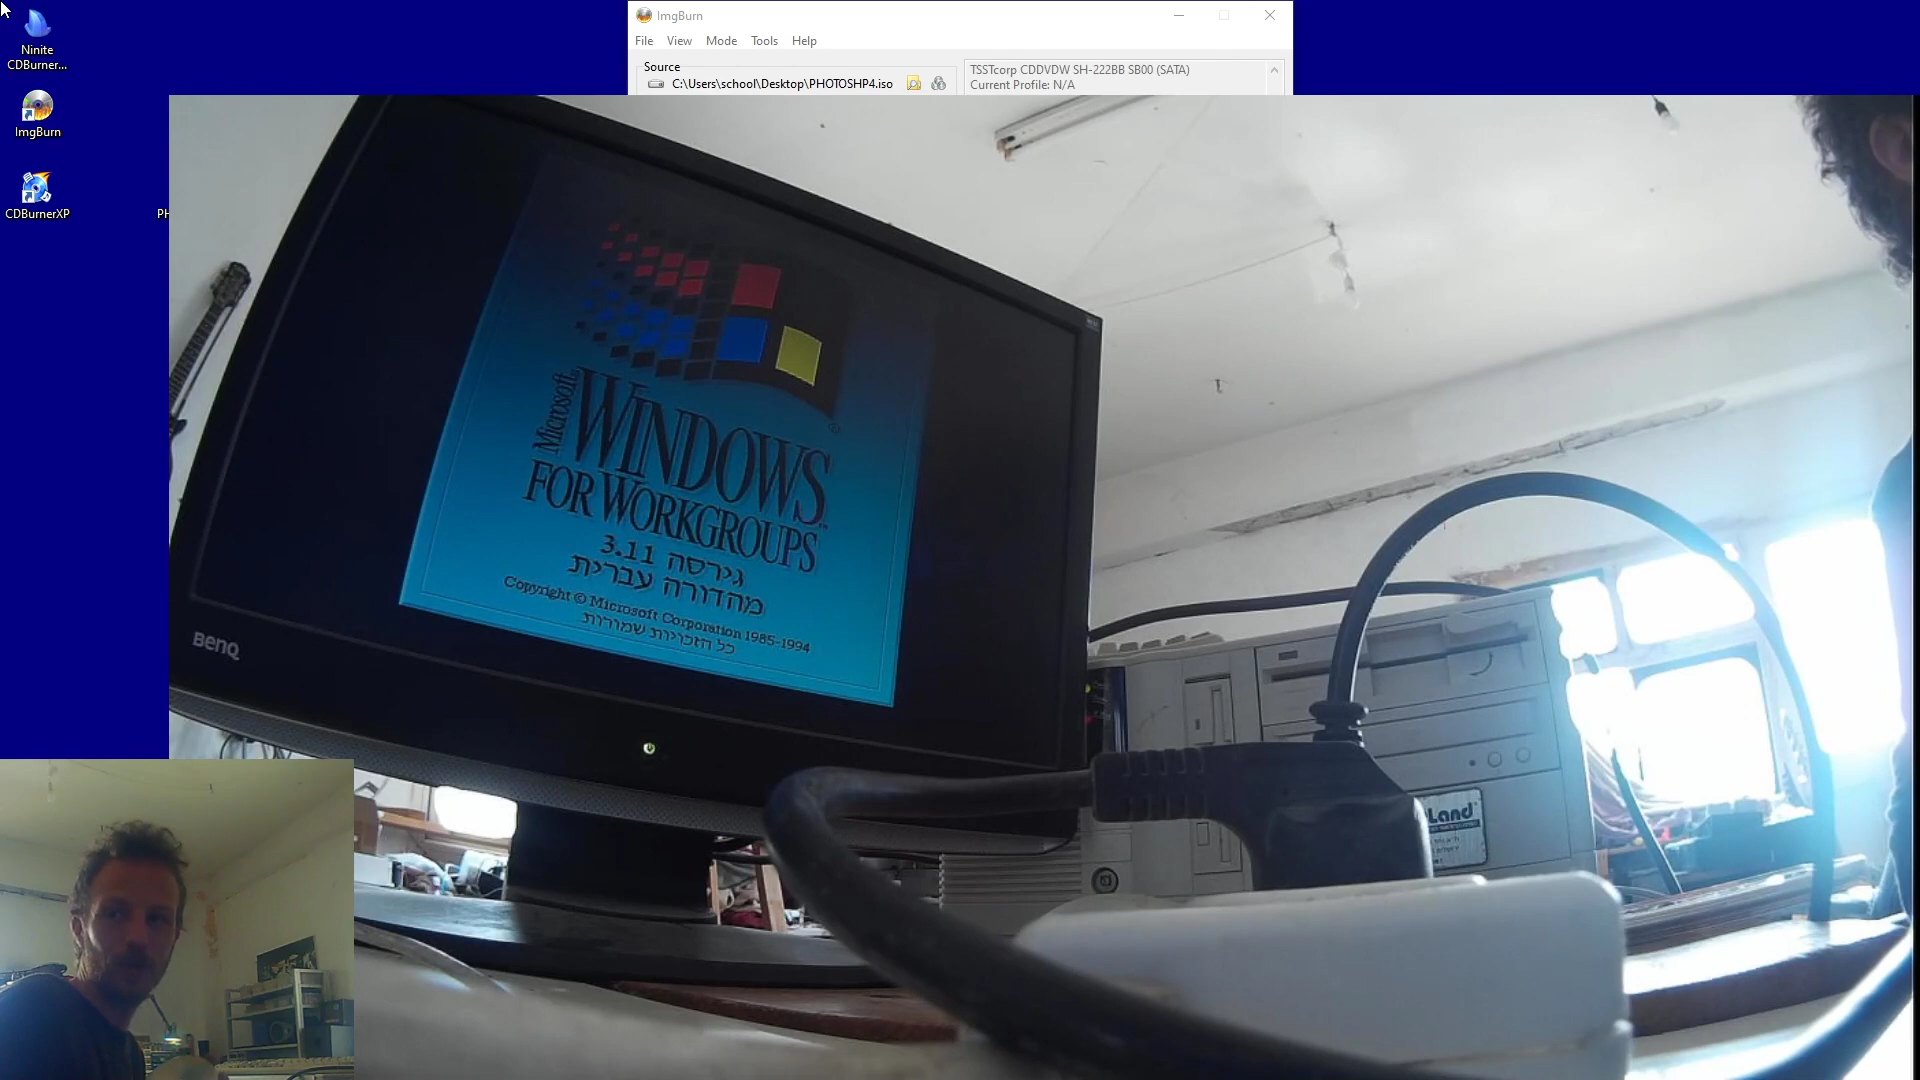 Ninite
CDBurner...
ImgBurn
CDBurnerXP
PH
ImgBurn
File View Mode Tools Help
Source
C:\Users\school\Desktop\PHOTOSHP4.iso
TSSTcorp CDDVDW SH-222BB SB00 (SATA)
Current Profile: N/A
Microsoft®
WINDOWS™
FOR WORKGROUPS
גירסה 3.11
מהדורה עברית
Copyright © Microsoft Corporation 1985-1994
כל הזכויות שמורות
BenQ
Land